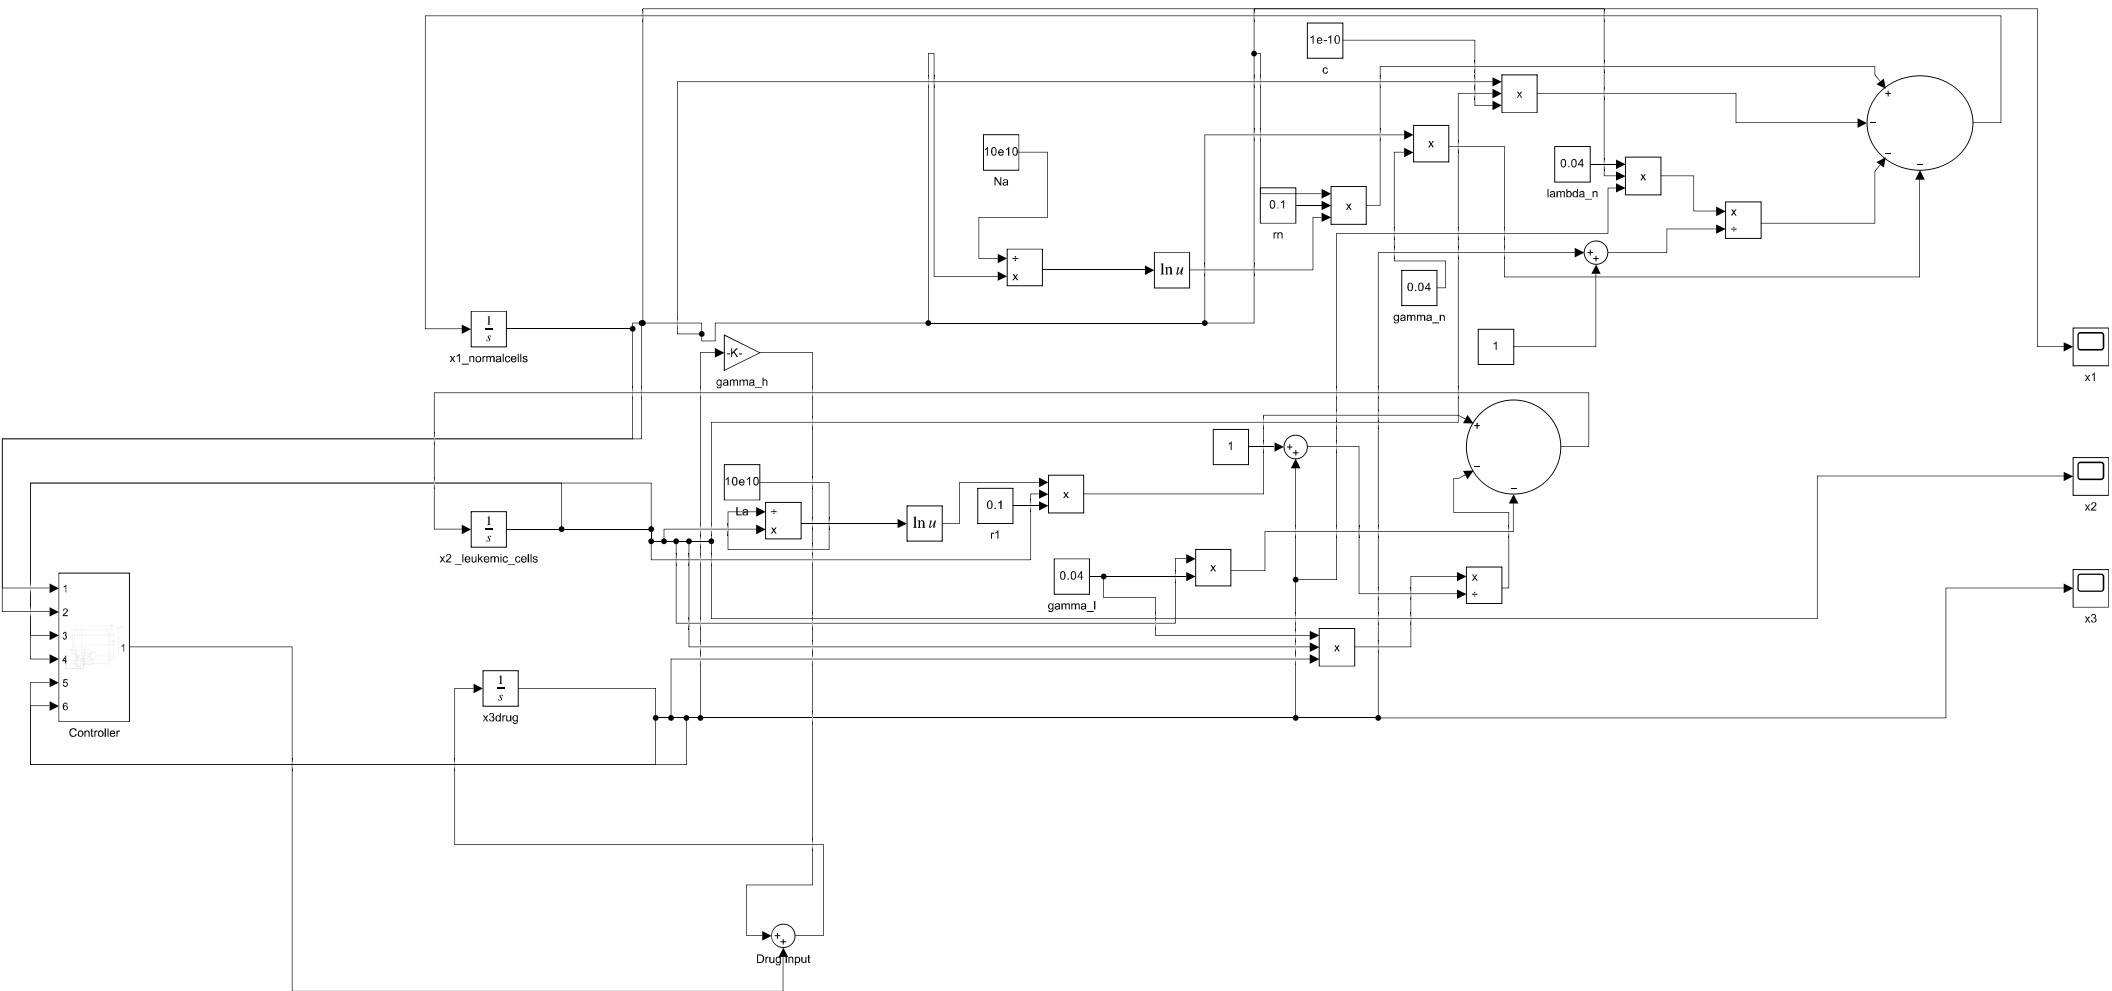 1e-10
c
+
x
−
10e10
Na
x
−
−
0.04
lambda_n
x
0.1
rn
x
x
÷
÷
x
ln u
+
+
0.04
gamma_n
1
s
x1_normalcells
-K-
gamma_h
1
x1
+
−
−
1
+
+
10e10
La
÷
x
ln u
0.1
r1
x
x2
1
s
x2 _leukemic_cells
0.04
gamma_l
x
x
÷
x3
1
2
3
4
5
6
1
Controller
x
1
s
x3drug
+
+
Drug Input